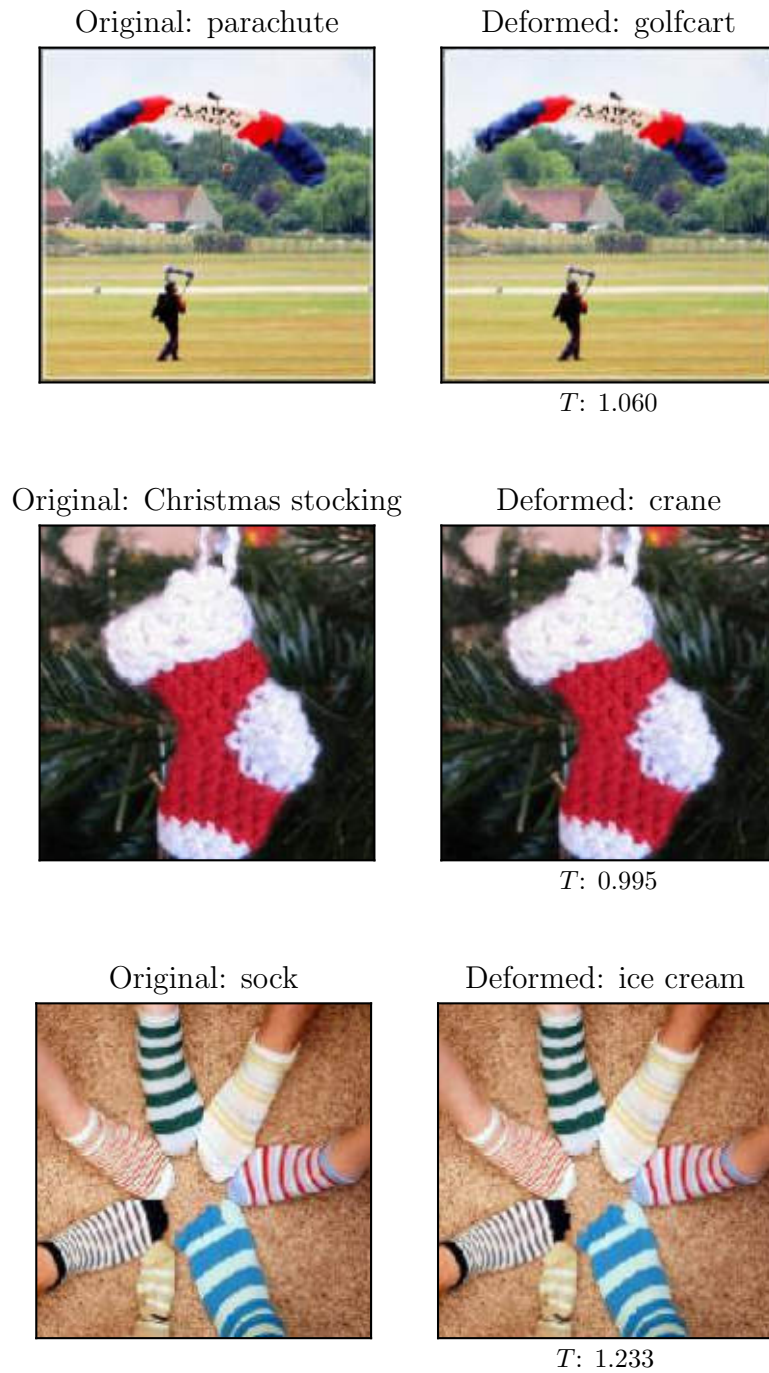 Original: parachute
Deformed: golfcart
T: 1.060
Original: Christmas stocking
Deformed: crane
T: 0.995
Original: sock
Deformed: ice cream
T: 1.233